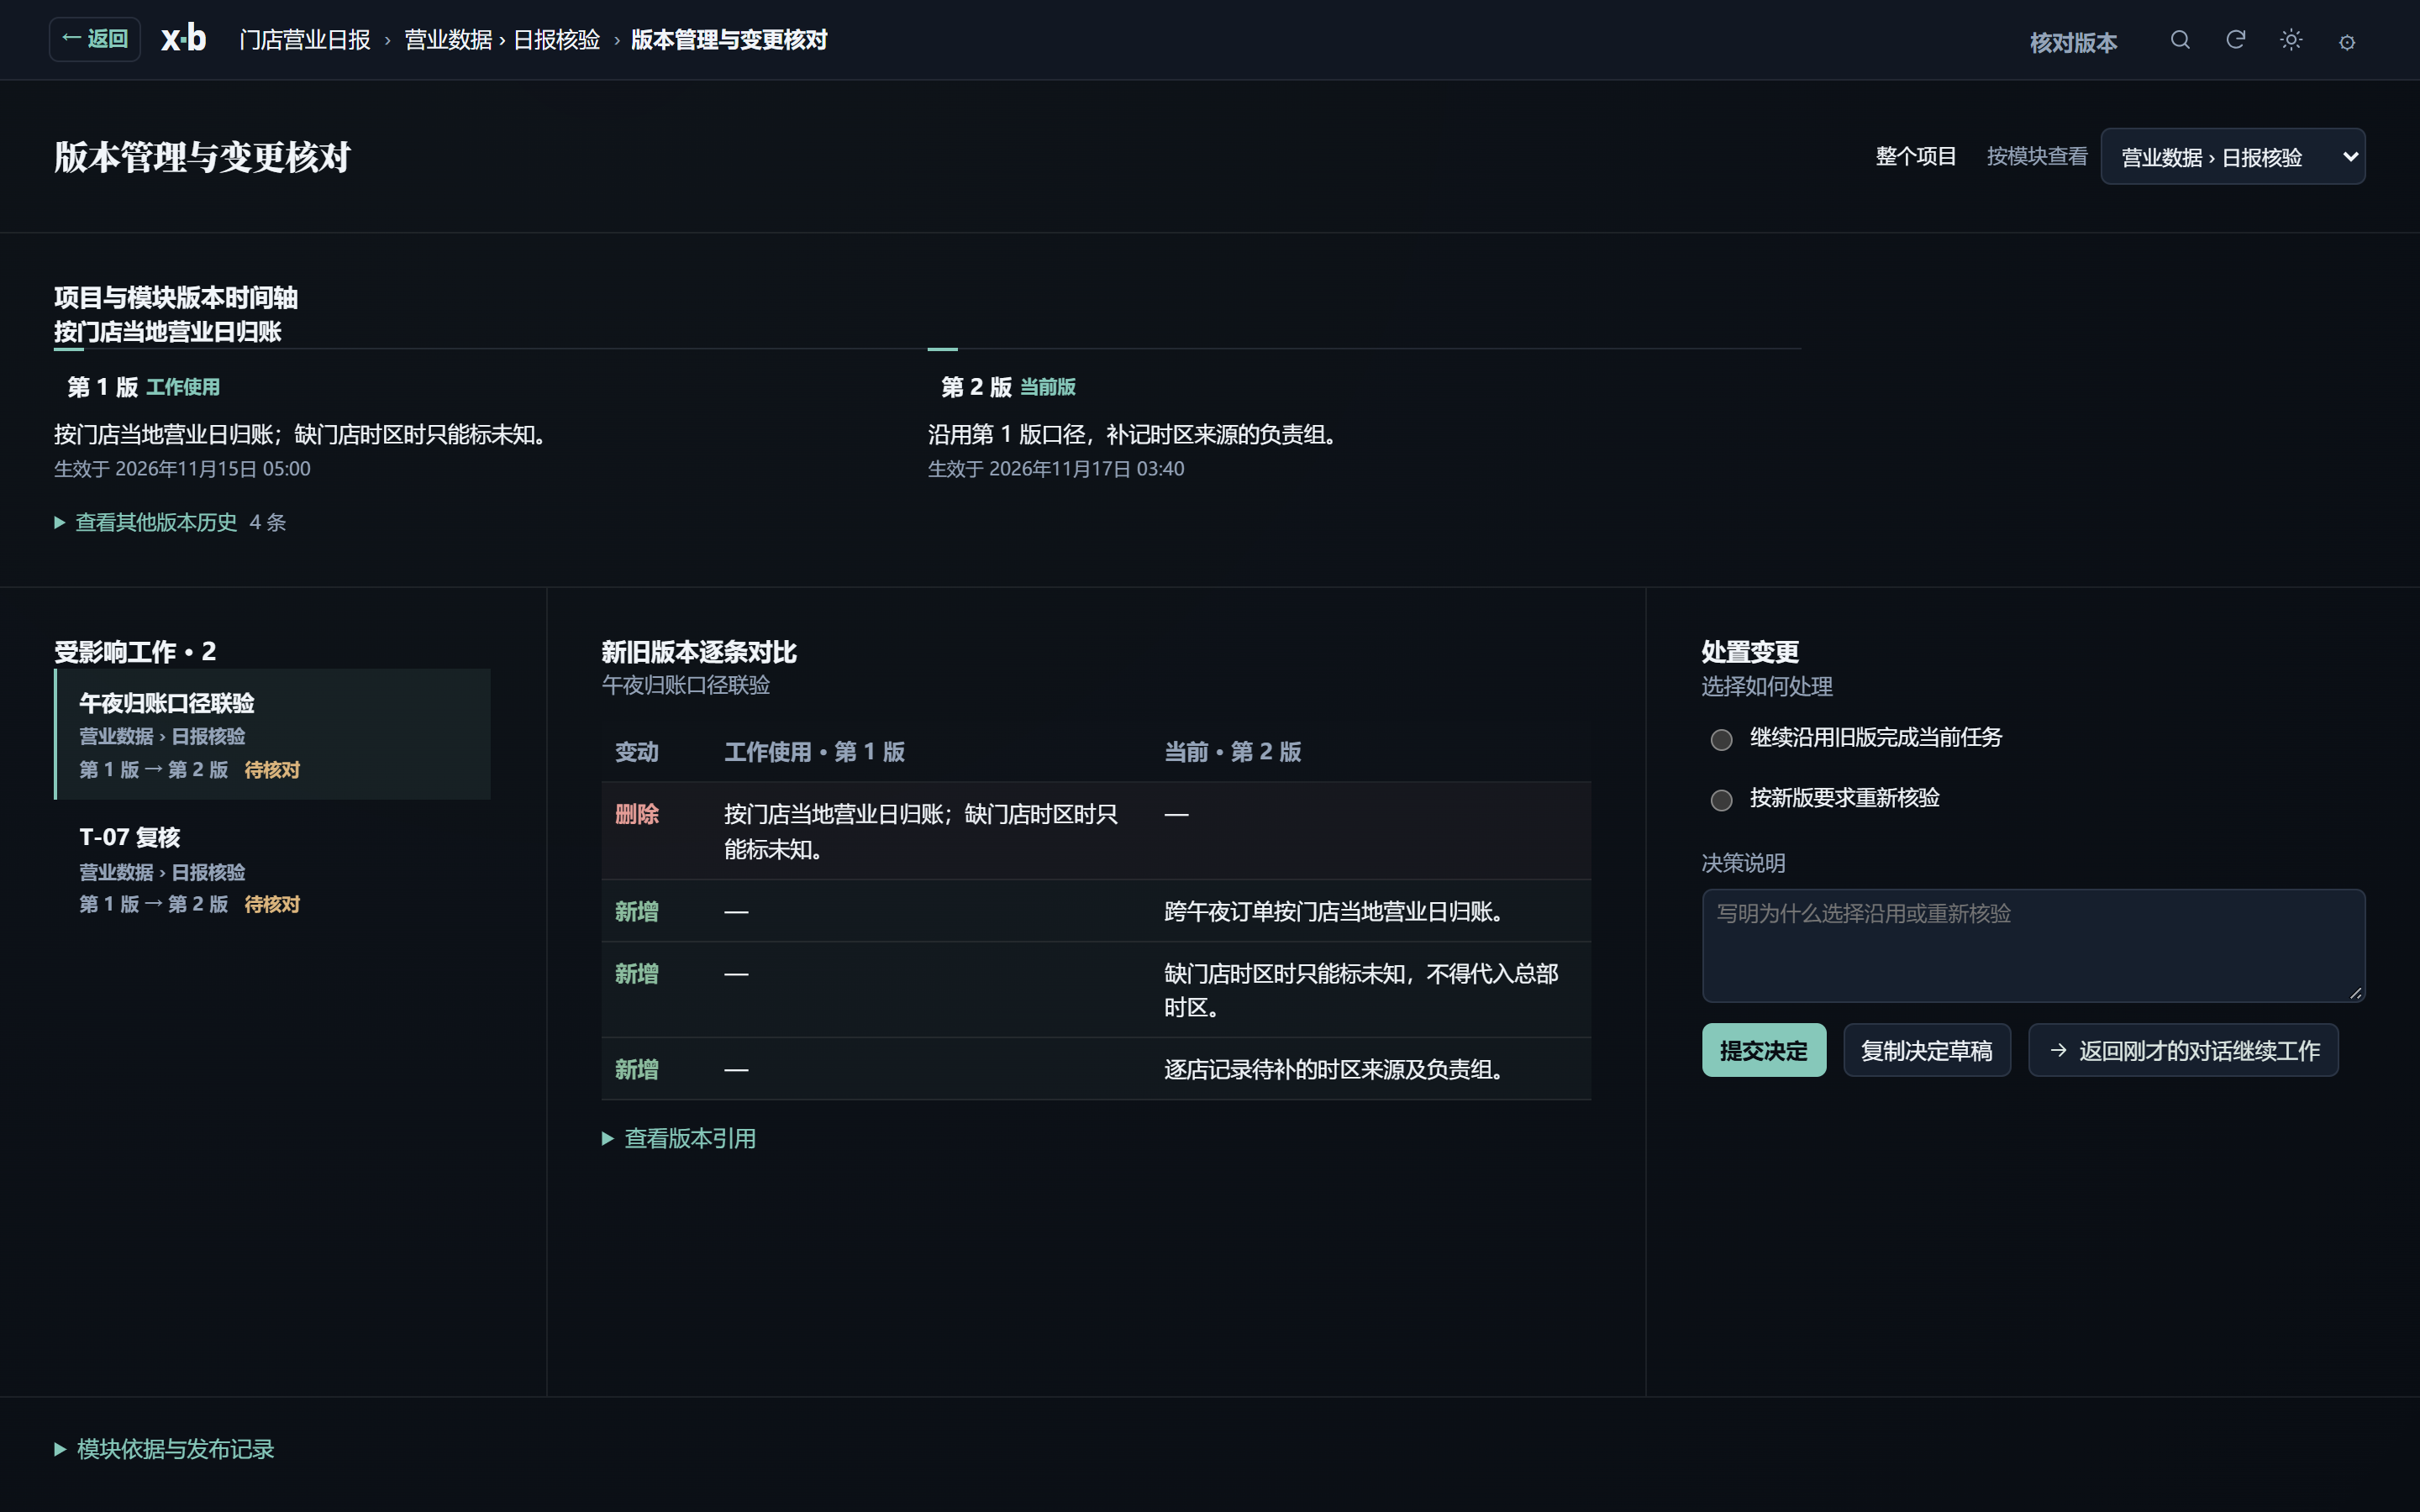 ← 返回 x·b 门店营业日报 › 营业数据 › 日报核验 › 版本管理与变更核对 核对版本
版本管理与变更核对
整个项目 按模块查看 营业数据 › 日报核验
项目与模块版本时间轴
按门店当地营业日归账
第 1 版 工作使用
按门店当地营业日归账；缺门店时区时只能标未知。
生效于 2026年11月15日 05:00
第 2 版 当前版
沿用第 1 版口径，补记时区来源的负责组。
生效于 2026年11月17日 03:40
▶ 查看其他版本历史 4 条
受影响工作 · 2
午夜归账口径联验
营业数据 › 日报核验
第 1 版 → 第 2 版 待核对
T-07 复核
营业数据 › 日报核验
第 1 版 → 第 2 版 待核对
新旧版本逐条对比
午夜归账口径联验
变动 工作使用 · 第 1 版 当前 · 第 2 版
删除 按门店当地营业日归账；缺门店时区时只 —
能标未知。
新增 — 跨午夜订单按门店当地营业日归账。
新增 — 缺门店时区时只能标未知，不得代入总部
时区。
新增 — 逐店记录待补的时区来源及负责组。
▶ 查看版本引用
处置变更
选择如何处理
继续沿用旧版完成当前任务
按新版要求重新核验
决策说明
写明为什么选择沿用或重新核验
提交决定 复制决定草稿 → 返回刚才的对话继续工作
▶ 模块依据与发布记录